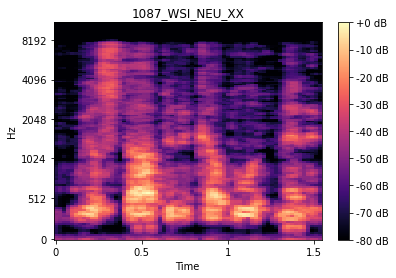 1087_WSI_NEU_XX
+0 dB
8192
-10 dB
4096
-20 dB
-30 dB
2048
Hz
-40 dB
1024
-50 dB
512
-60 dB
-70 dB
0
-80 dB
0 0.5 1 1.5
Time